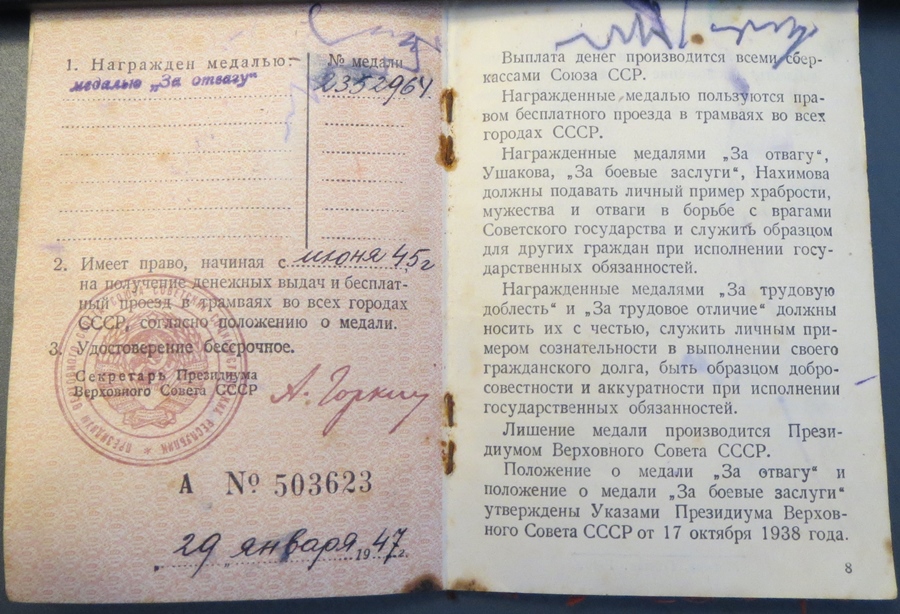 1. Награжден медалью:
№ медали
медалью „За отвагу“
2352964
2. Имеет право, начиная с июня 45г
на получение денежных выдач и бесплат-
ный проезд в трамваях во всех городах
СССР, согласно положению о медали.
3. Удостоверение бессрочное.
Секретарь Президиума
Верховного Совета СССР
А. Горкин
А № 503623
„29 „ января 1947г.
Выплата денег производится всеми сбер-
кассами Союза ССР.
Награжденные медалью пользуются пра-
вом бесплатного проезда в трамваях во всех
городах СССР.
Награжденные медалями „За отвагу“,
Ушакова, „За боевые заслуги“, Нахимова
должны подавать личный пример храбрости,
мужества и отваги в борьбе с врагами
Советского государства и служить образцом
для других граждан при исполнении госу-
дарственных обязанностей.
Награжденные медалями „За трудовую
доблесть“ и „За трудовое отличие“ должны
носить их с честью, служить личным при-
мером сознательности в выполнении своего
гражданского долга, быть образцом добро-
совестности и аккуратости при исполнении
государственных обязанностей.
Лишение медали производится Прези-
диумом Верховного Совета СССР.
Положение о медали „За отвагу“ и
положение о медали „За боевые заслуги“
утверждены Указами Президиума Верхов-
ного Совета СССР от 17 октября 1938 года.
8